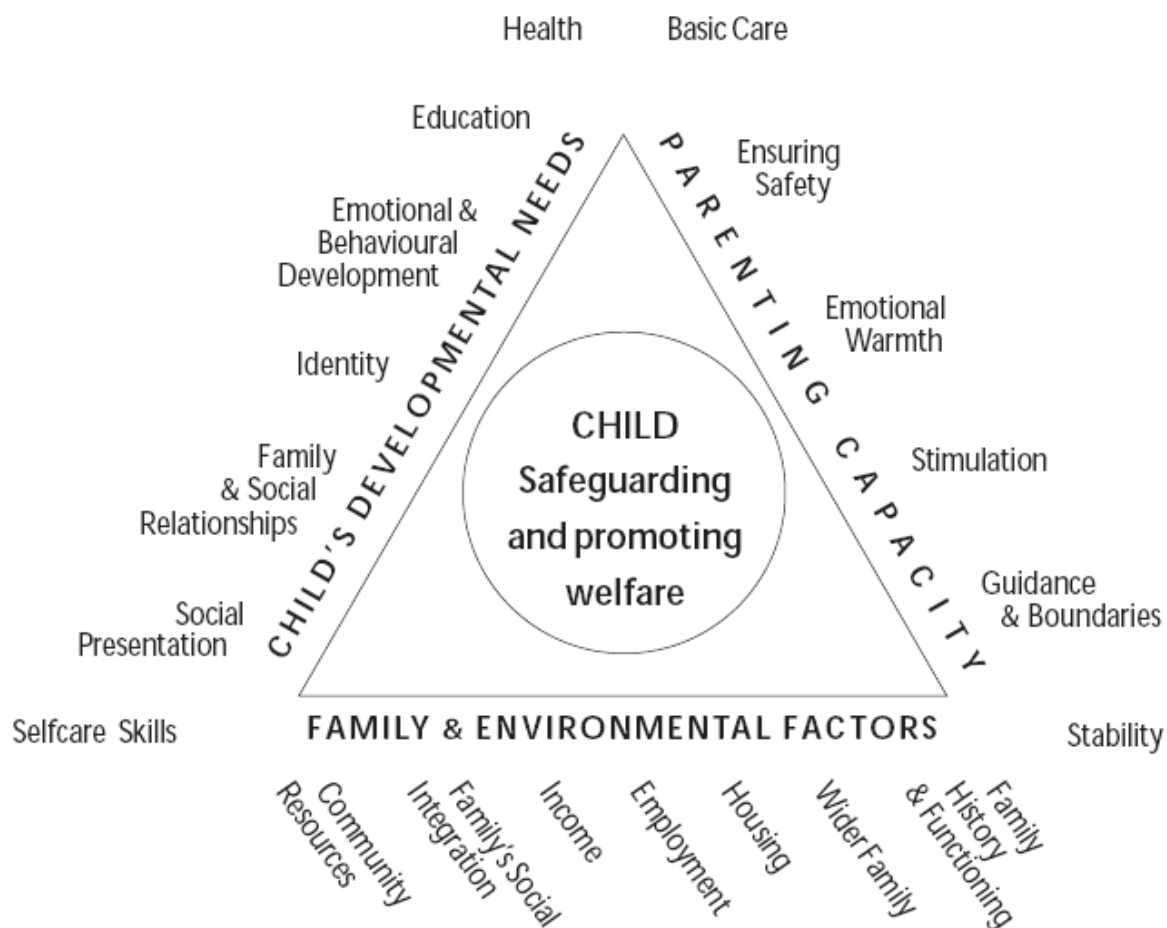 Health
Basic Care
Education
Ensuring
Safety
Emotional &
Behavioural
Development
Emotional
Warmth
Identity
Stimulation
Family
& Social
Relationships
Guidance
& Boundaries
Social
Presentation
Selfcare Skills
Stability
CHILD'S DEVELOPMENTAL NEEDS
PARENTING CAPACITY
CHILD
Safeguarding
and promoting
welfare
FAMILY & ENVIRONMENTAL FACTORS
Community
Resources
Family's Social
Integration
Income
Employment
Housing
Wider Family
Family
History
& Functioning